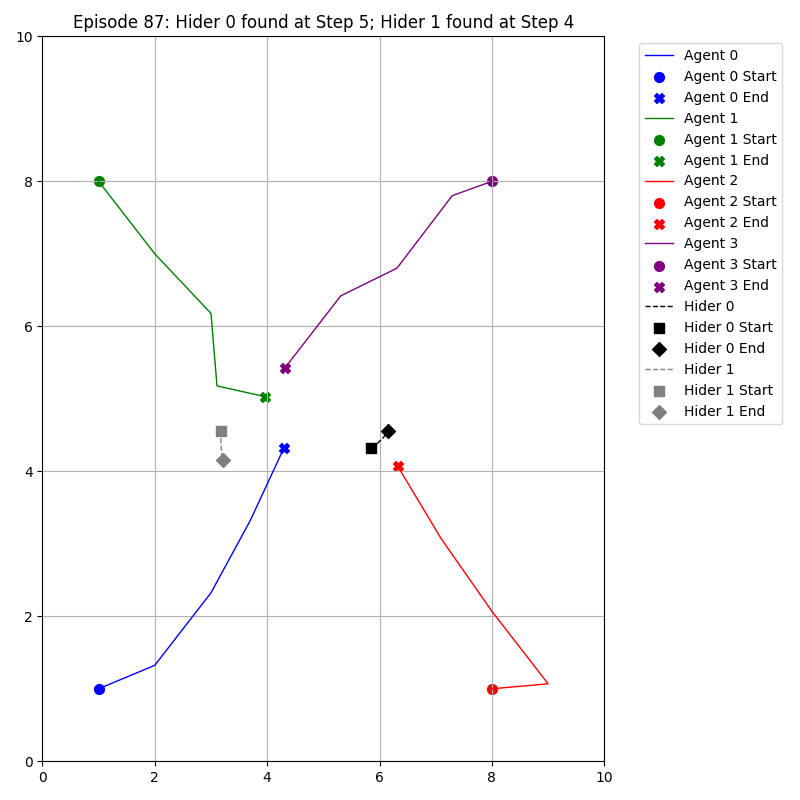 Episode 87: Hider 0 found at Step 5; Hider 1 found at Step 4
10
8
6
4
2
0
0 2 4 6 8 10
Agent 0
Agent 0 Start
Agent 0 End
Agent 1
Agent 1 Start
Agent 1 End
Agent 2
Agent 2 Start
Agent 2 End
Agent 3
Agent 3 Start
Agent 3 End
Hider 0
Hider 0 Start
Hider 0 End
Hider 1
Hider 1 Start
Hider 1 End